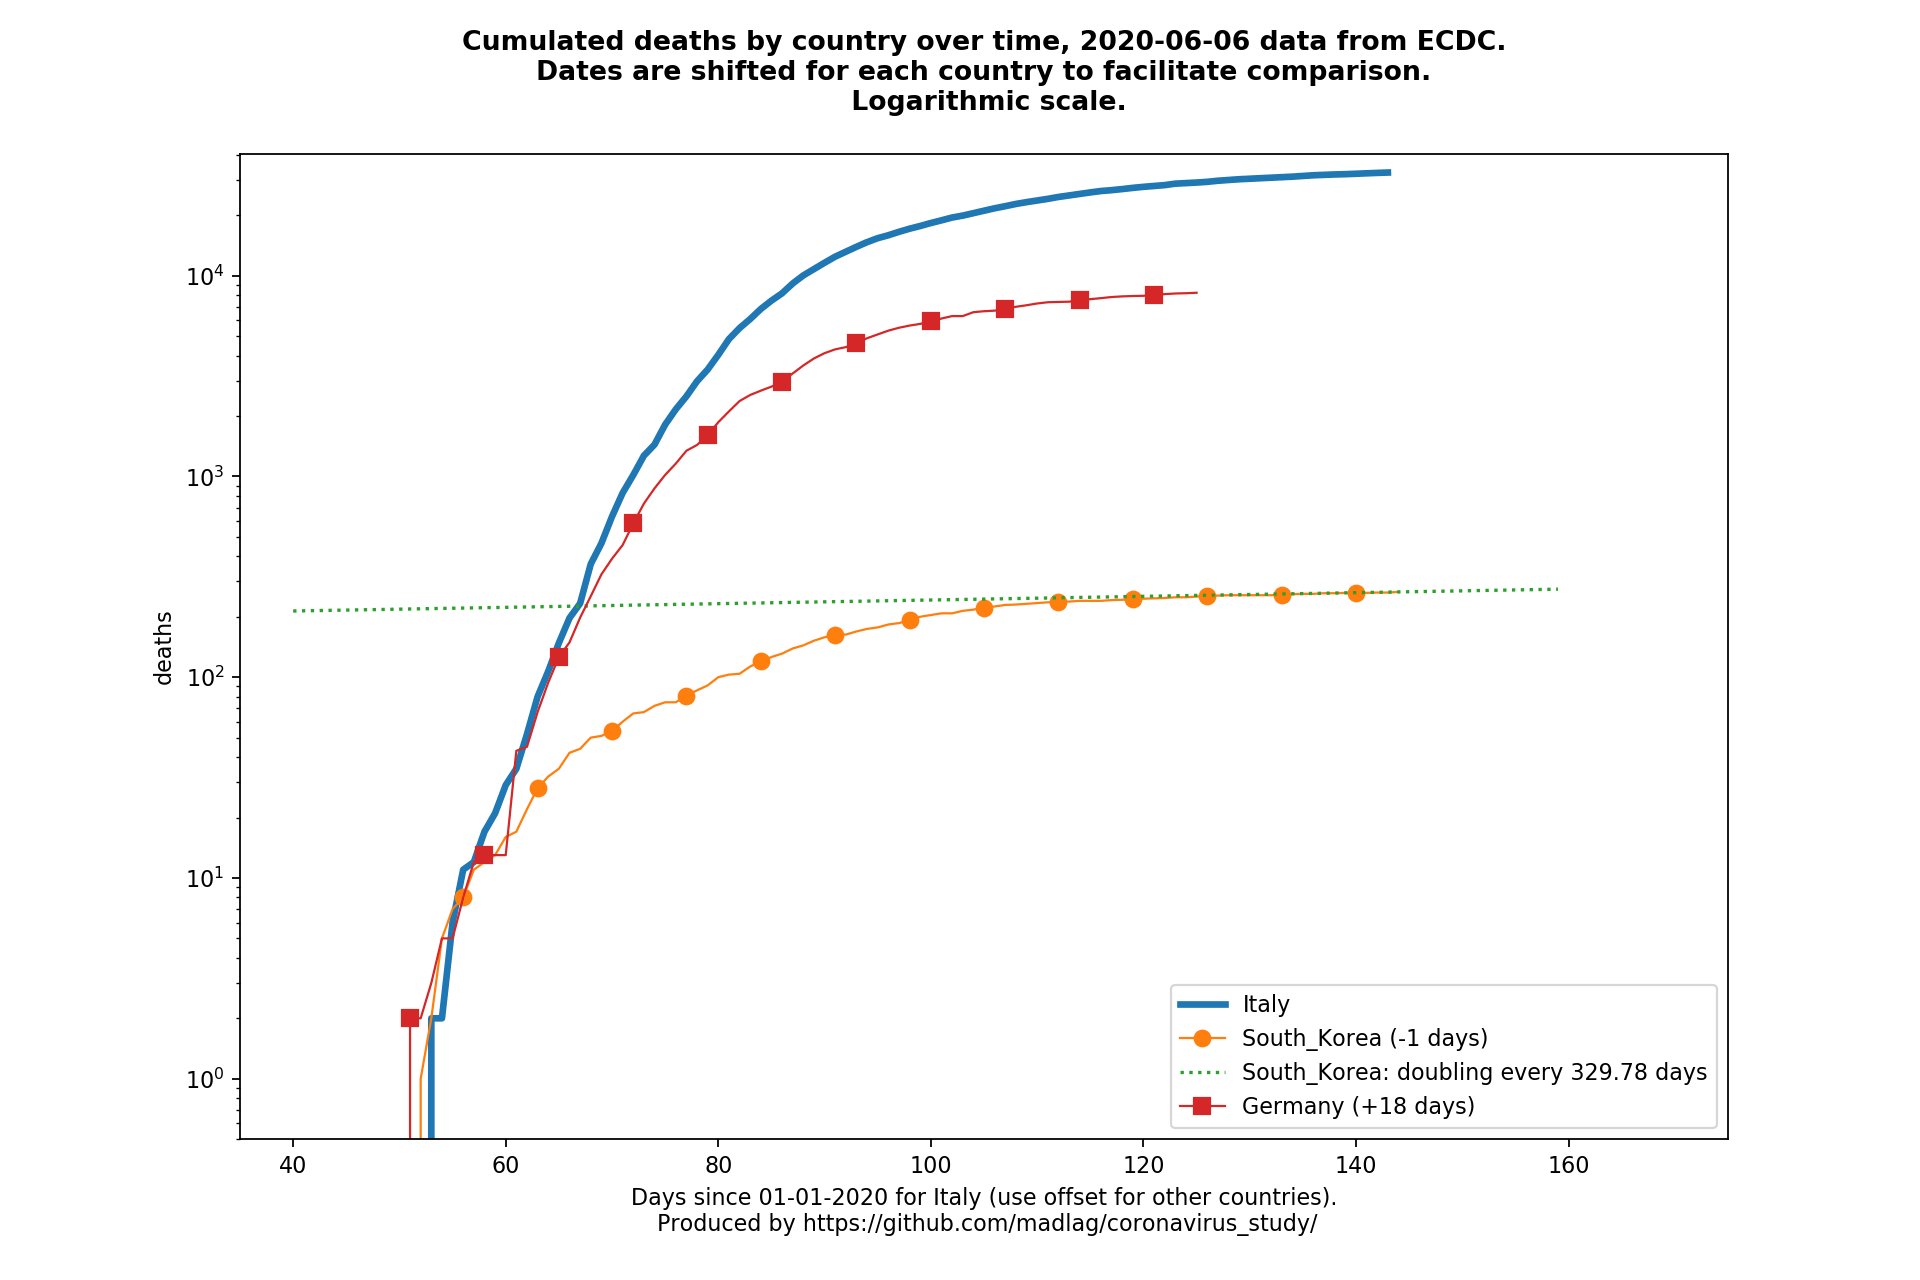 Cumulated deaths by country over time, 2020-06-06 data from ECDC.
Dates are shifted for each country to facilitate comparison.
Logarithmic scale.
10^4
10^3
10^2
10^1
10^0
deaths
Italy
South_Korea (-1 days)
South_Korea: doubling every 329.78 days
Germany (+18 days)
40 60 80 100 120 140 160
Days since 01-01-2020 for Italy (use offset for other countries).
Produced by https://github.com/madlag/coronavirus_study/